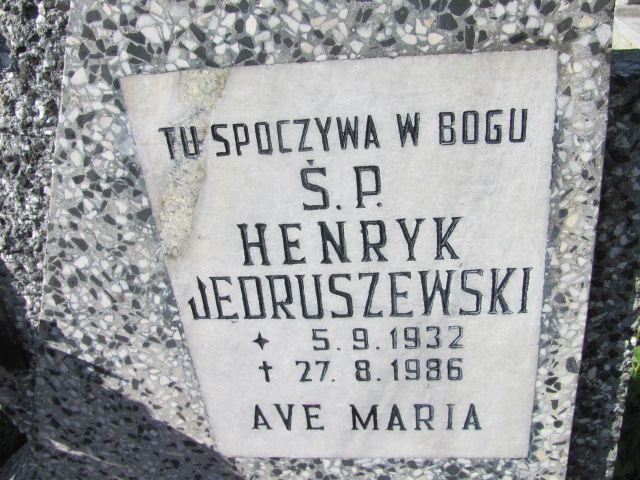 TU SPOCZYWA W BOGU
Ś.P.
HENRYK
JEDRUSZEWSKI
✦ 5.9.1932
✝ 27.8.1986
AVE MARIA